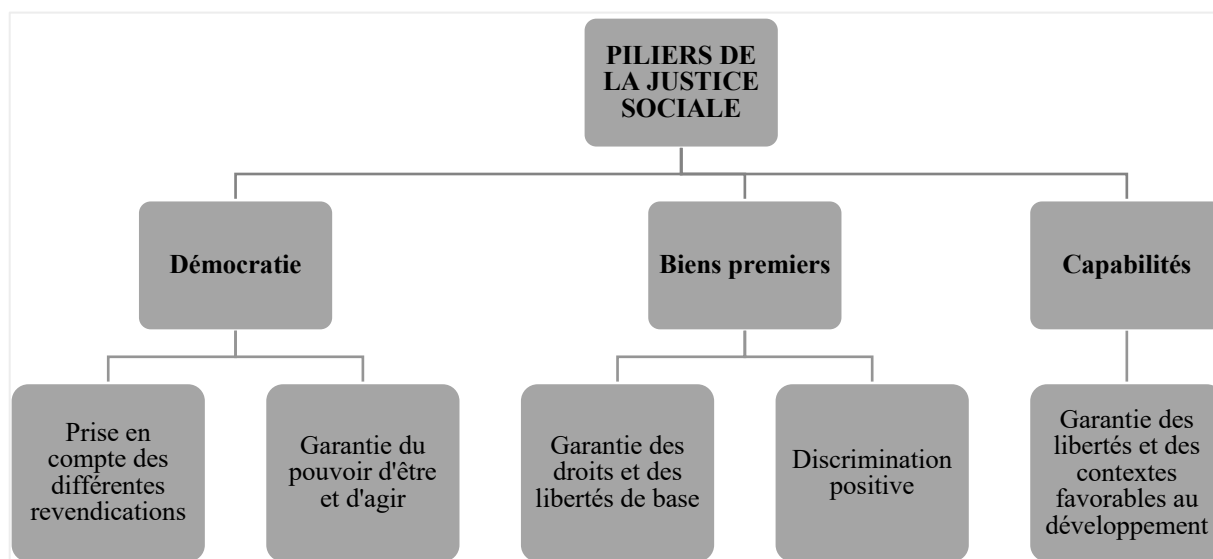 PILIERS DE
LA JUSTICE
SOCIALE
Démocratie
Biens premiers
Capabilités
Prise en
compte des
différentes
revendications
Garantie du
pouvoir d'être
et d'agir
Garantie des
droits et des
libertés de base
Discrimination
positive
Garantie des
libertés et des
contextes
favorables au
développement